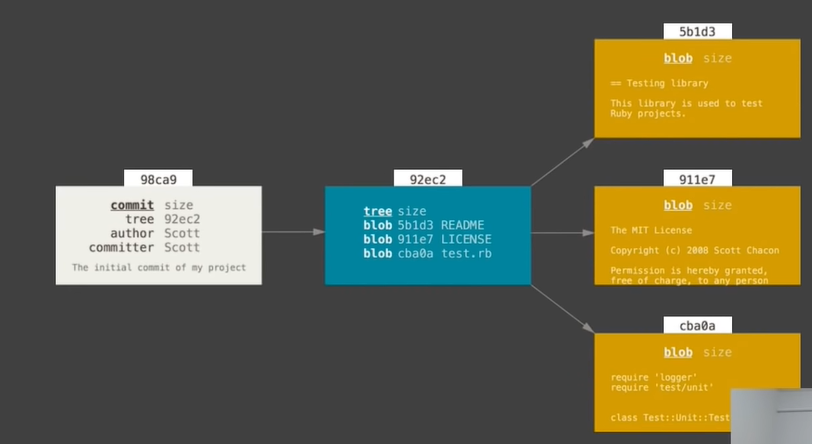 98ca9
commit size
tree 92ec2
author Scott
committer Scott
The initial commit of my project
92ec2
tree size
blob 5b1d3 README
blob 911e7 LICENSE
blob cba0a test.rb
5b1d3
blob size
== Testing library
This library is used to test
Ruby projects.
911e7
blob size
The MIT License
Copyright (c) 2008 Scott Chacon
Permission is hereby granted,
free of charge, to any person
cba0a
blob size
require 'logger'
require 'test/unit'
class Test::Unit::Test